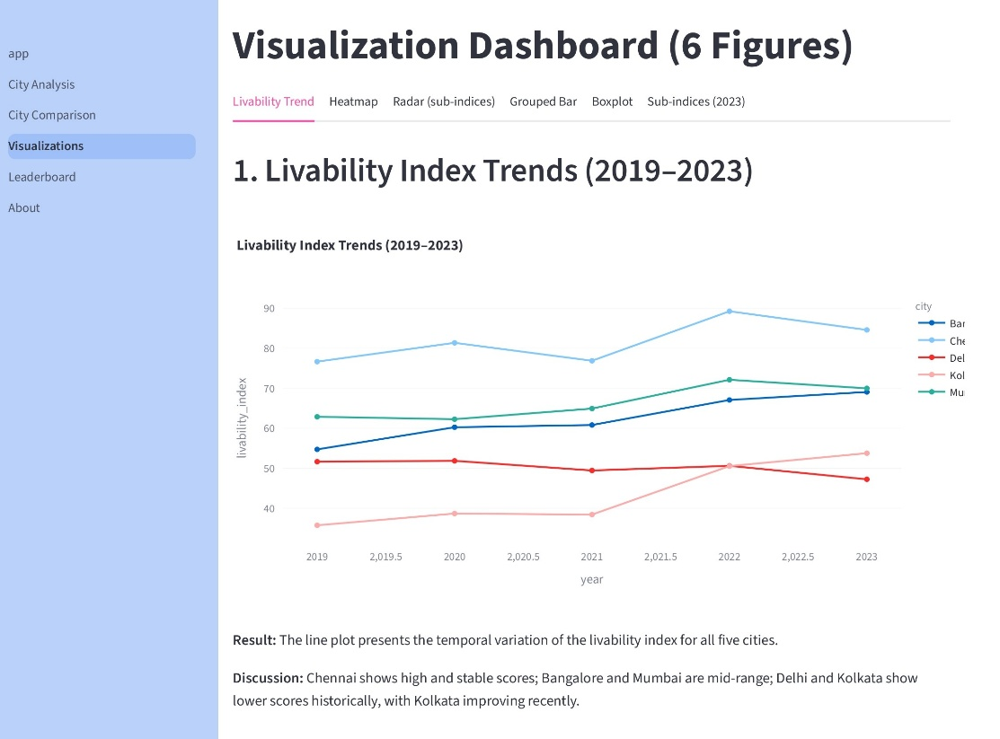 app
City Analysis
City Comparison
Visualizations
Leaderboard
About
Visualization Dashboard (6 Figures)
Livability Trend Heatmap Radar (sub-indices) Grouped Bar Boxplot Sub-indices (2023)
1. Livability Index Trends (2019–2023)
Livability Index Trends (2019–2023)
90
80
70
60
50
40
livability_index
2019 2,019.5 2020 2,020.5 2021 2,021.5 2022 2,022.5 2023
year
city
Ban
Che
Del
Kol
Mu
Result: The line plot presents the temporal variation of the livability index for all five cities.
Discussion: Chennai shows high and stable scores; Bangalore and Mumbai are mid-range; Delhi and Kolkata show
lower scores historically, with Kolkata improving recently.